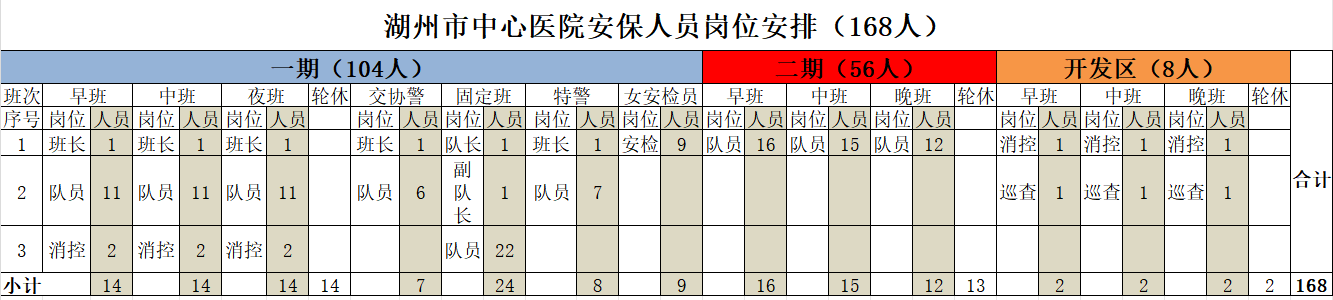 湖州市中心医院安保人员岗位安排（168人）
一期（104人） 二期（56人） 开发区（8人）
班次 早班 中班 夜班 轮休 交协警 固定班 特警 女安检员 早班 中班 晚班 轮休 早班 中班 晚班 轮休 合计
序号 岗位 人员 岗位 人员 岗位 人员 岗位 人员 岗位 人员 岗位 人员 岗位 人员 岗位 人员 岗位 人员 岗位 人员 岗位 人员 岗位 人员 岗位 人员
1 班长 1 班长 1 班长 1 班长 1 队长 1 班长 1 安检 9 队员 16 队员 15 队员 12 消控 1 消控 1 消控 1
2 队员 11 队员 11 队员 11 队员 6 副队长 1 队员 7 巡查 1 巡查 1 巡查 1
3 消控 2 消控 2 消控 2 队员 22
小计 14 14 14 14 7 24 8 9 16 15 12 13 2 2 2 2 168